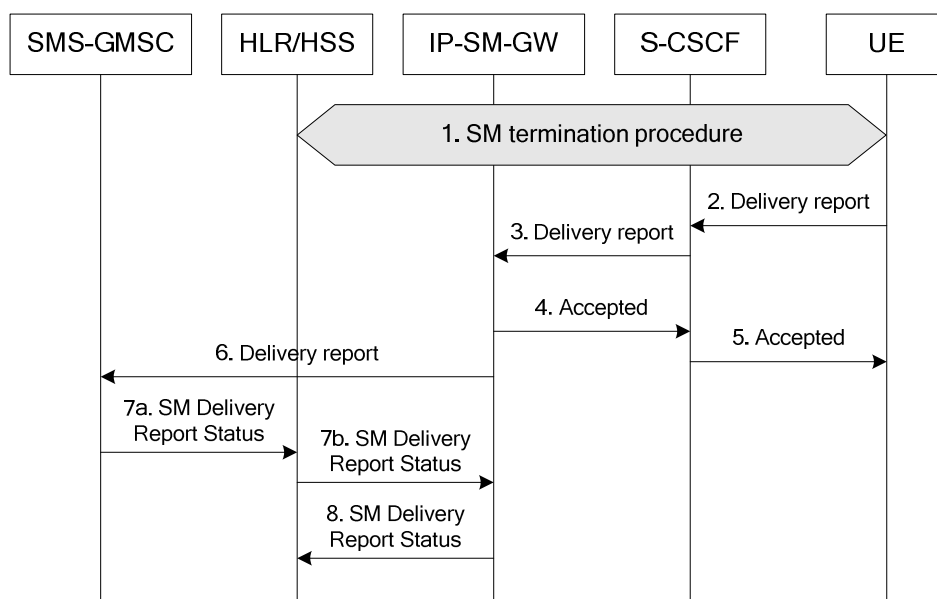 SMS-GMSC
HLR/HSS
IP-SM-GW
S-CSCF
UE
1. SM termination procedure
2. Delivery report
3. Delivery report
4. Accepted
5. Accepted
6. Delivery report
7a. SM Delivery
Report Status
7b. SM Delivery
Report Status
8. SM Delivery
Report Status